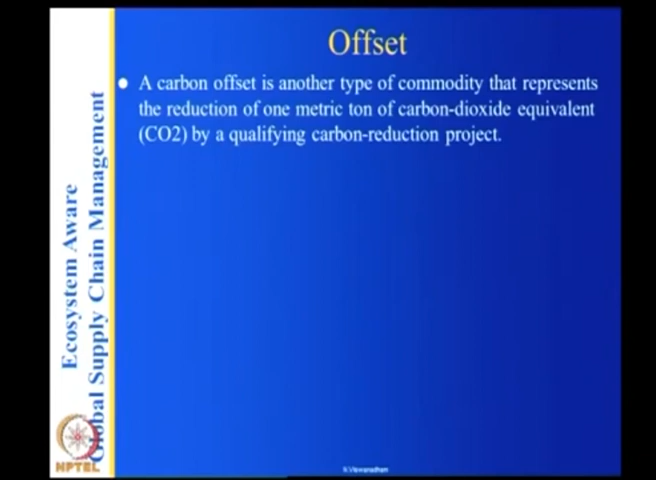 Offset
A carbon offset is another type of commodity that represents
the reduction of one metric ton of carbon-dioxide equivalent
(CO2) by a qualifying carbon-reduction project.
Ecosystem Aware
Global Supply Chain Management
NPTEL
N.Viswanadham